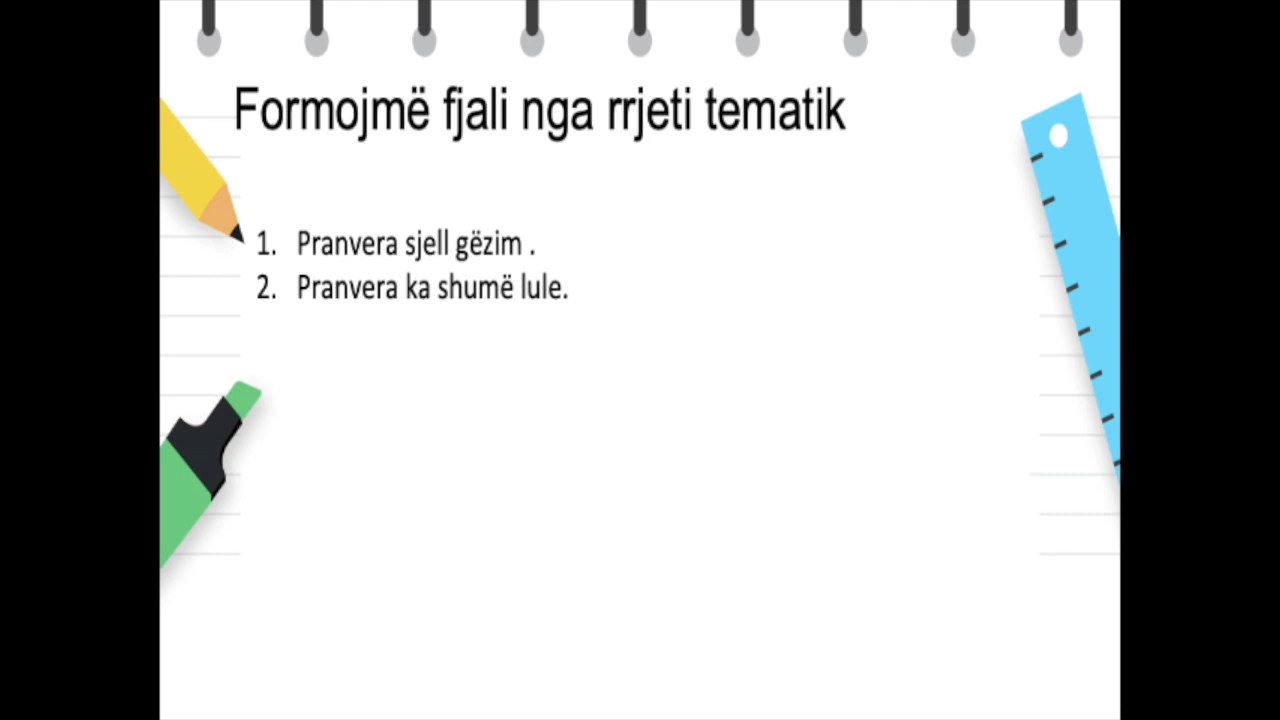 Formojmë fjali nga rrjeti tematik
1. Pranvera sjell gëzim .
2. Pranvera ka shumë lule.